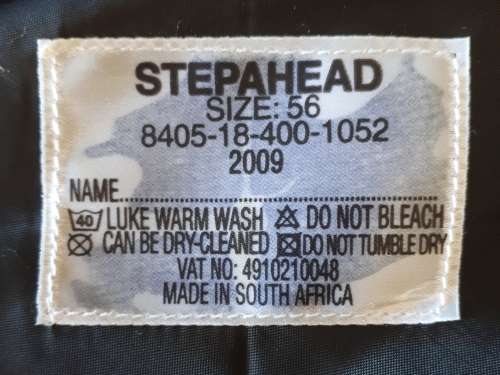 STEPAHEAD
SIZE: 56
8405-18-400-1052
2009
NAME..........................................................
40 LUKE WARM WASH DO NOT BLEACH
CAN BE DRY-CLEANED DO NOT TUMBLE DRY
VAT NO: 4910210048
MADE IN SOUTH AFRICA